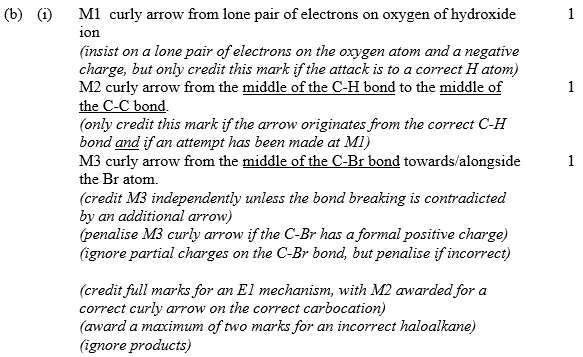 (b) (i) M1 curly arrow from lone pair of electrons on oxygen of hydroxide 1
ion
(insist on a lone pair of electrons on the oxygen atom and a negative
charge, but only credit this mark if the attack is to a correct H atom)
M2 curly arrow from the middle of the C-H bond to the middle of 1
the C-C bond.
(only credit this mark if the arrow originates from the correct C-H
bond and if an attempt has been made at M1)
M3 curly arrow from the middle of the C-Br bond towards/alongside 1
the Br atom.
(credit M3 independently unless the bond breaking is contradicted
by an additional arrow)
(penalise M3 curly arrow if the C-Br has a formal positive charge)
(ignore partial charges on the C-Br bond, but penalise if incorrect)
(credit full marks for an E1 mechanism, with M2 awarded for a
correct curly arrow on the correct carbocation)
(award a maximum of two marks for an incorrect haloalkane)
(ignore products)